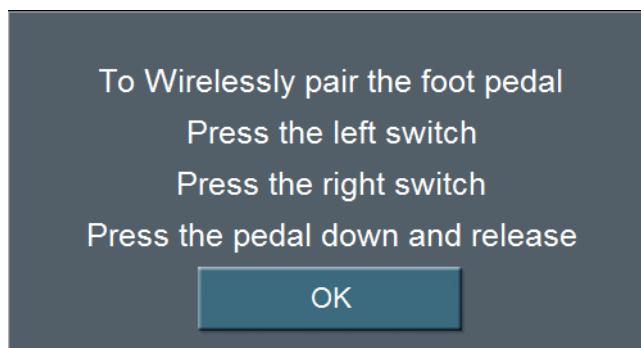 To Wirelessly pair the foot pedal
Press the left switch
Press the right switch
Press the pedal down and release
OK